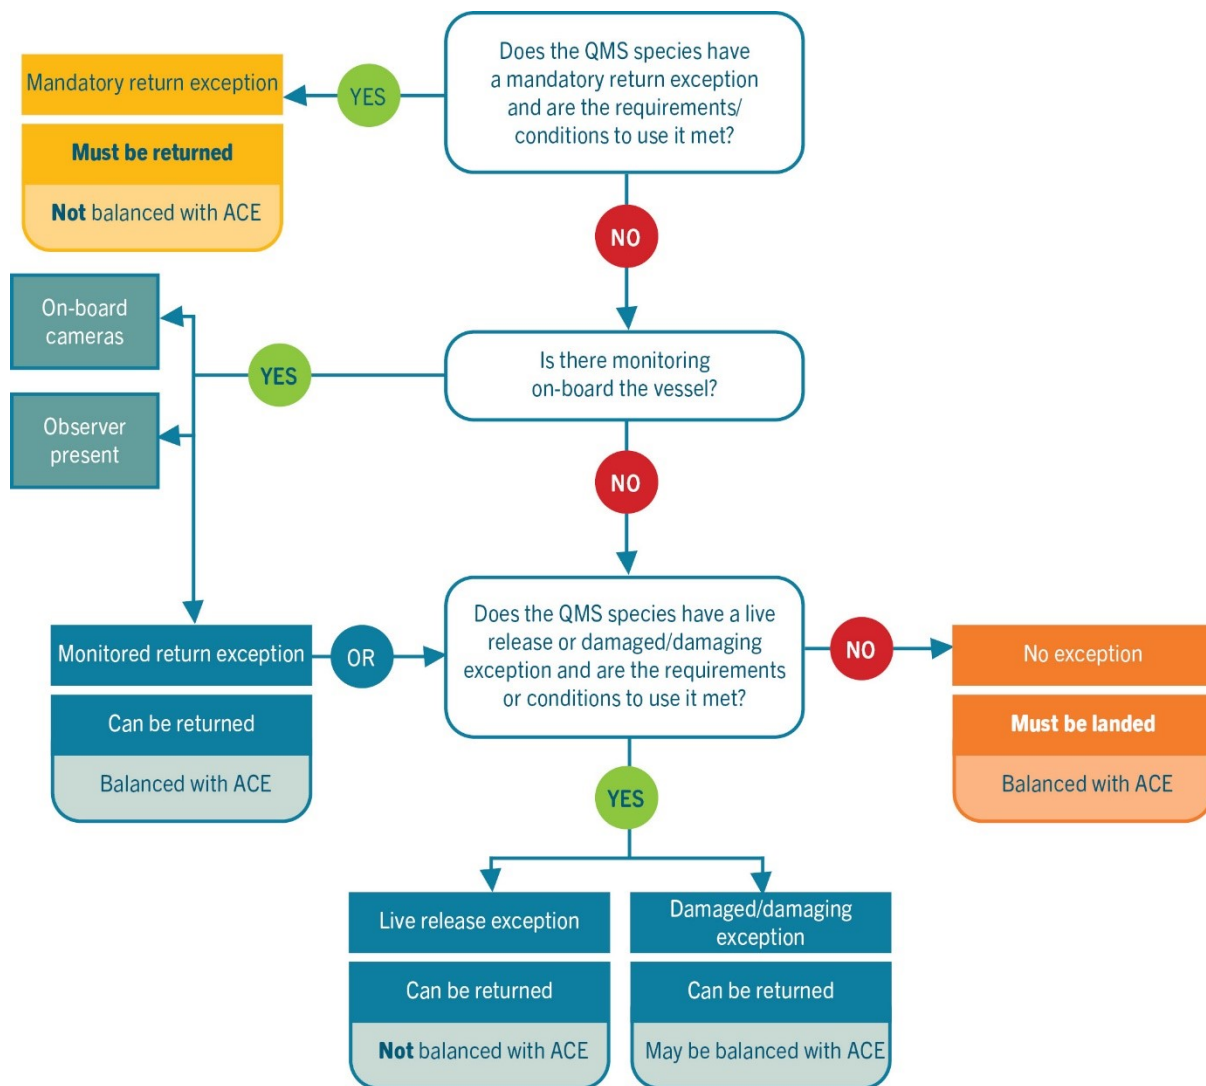 Does the QMS species have
a mandatory return exception
and are the requirements/
conditions to use it met?
YES
Mandatory return exception
Must be returned
Not balanced with ACE
NO
On-board
cameras
Observer
present
YES
Is there monitoring
on-board the vessel?
NO
Monitored return exception
Can be returned
Balanced with ACE
OR
Does the QMS species have a live
release or damaged/damaging
exception and are the requirements
or conditions to use it met?
NO
No exception
Must be landed
Balanced with ACE
YES
Live release exception
Can be returned
Not balanced with ACE
Damaged/damaging
exception
Can be returned
May be balanced with ACE